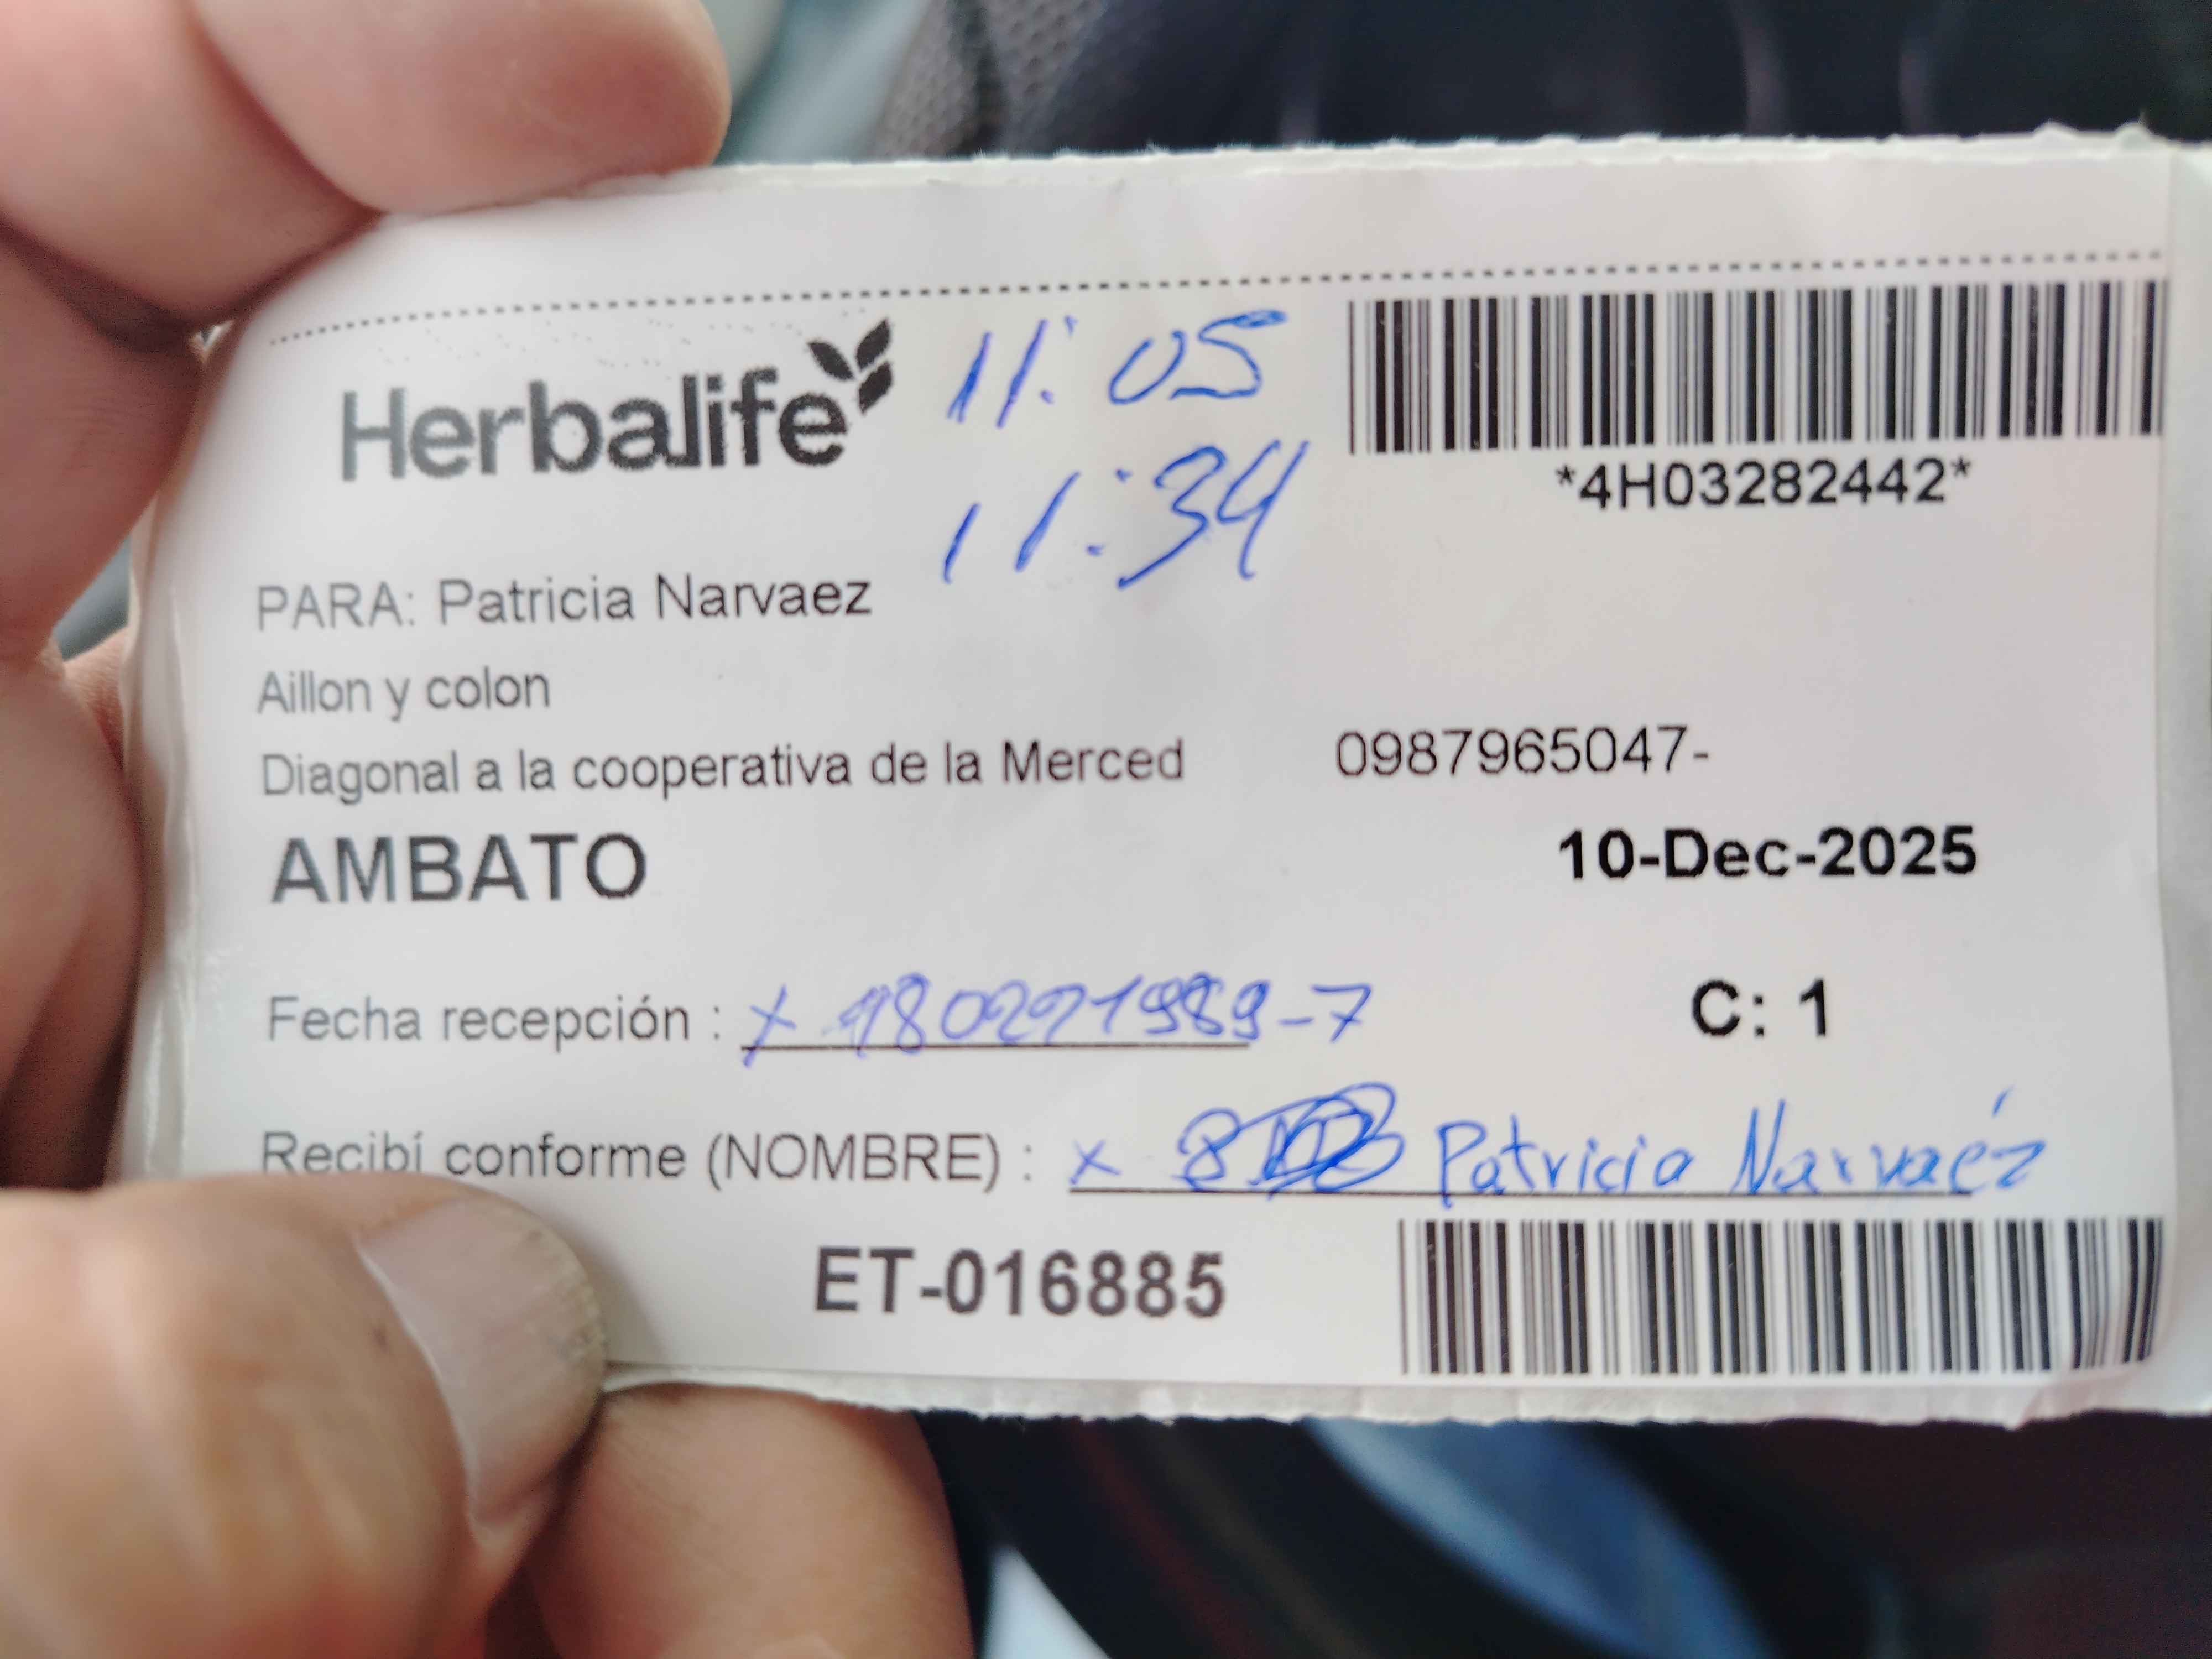 Herbalife
11:05
11:34
*4H03282442*
PARA: Patricia Narvaez
Aillon y colon
Diagonal a la cooperativa de la Merced 0987965047-
AMBATO 10-Dec-2025
Fecha recepción : x 180221989-7
C: 1
Recibí conforme (NOMBRE) : x Patricia Narvaéz
ET-016885